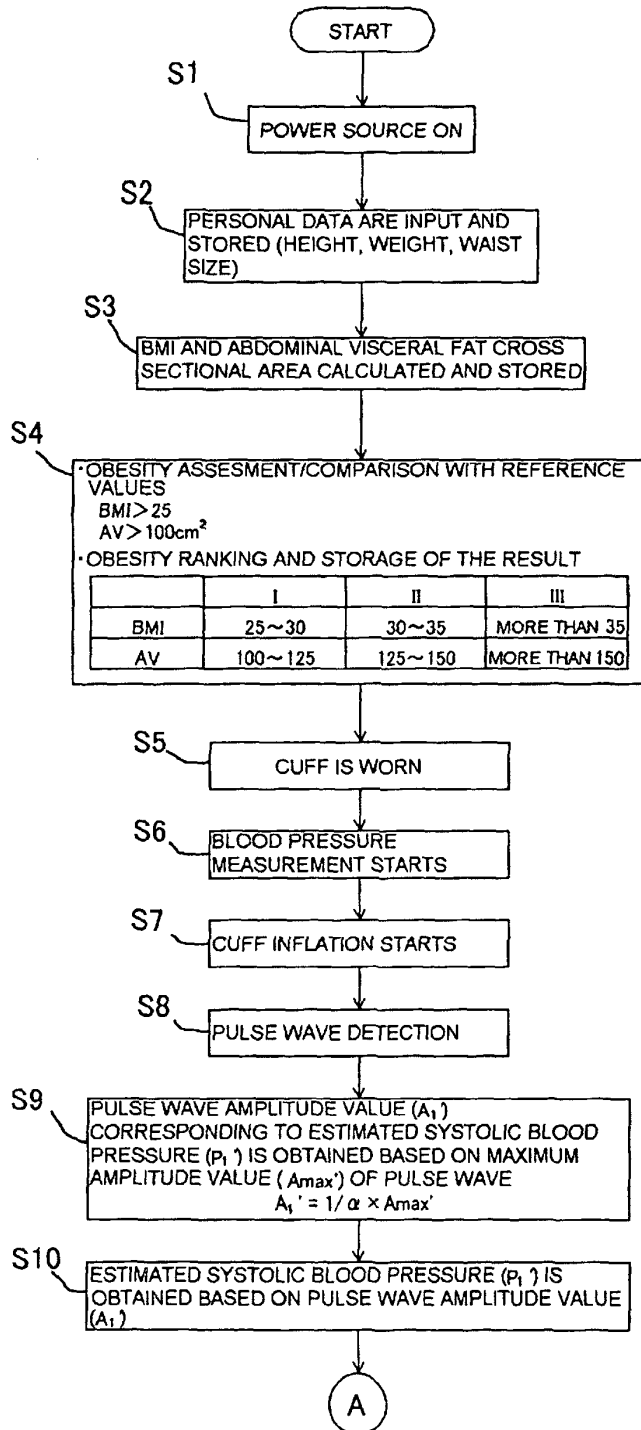 START
S1
POWER SOURCE ON
S2
PERSONAL DATA ARE INPUT AND
STORED (HEIGHT, WEIGHT, WAIST
SIZE)
S3
BMI AND ABDOMINAL VISCERAL FAT CROSS
SECTIONAL AREA CALCULATED AND STORED
S4
・OBESITY ASSESMENT/COMPARISON WITH REFERENCE
VALUES
BMI＞25
AV＞100cm²
・OBESITY RANKING AND STORAGE OF THE RESULT
I II III
BMI 25～30 30～35 MORE THAN 35
AV 100～125 125～150 MORE THAN 150
S5
CUFF IS WORN
S6
BLOOD PRESSURE
MEASUREMENT STARTS
S7
CUFF INFLATION STARTS
S8
PULSE WAVE DETECTION
S9
PULSE WAVE AMPLITUDE VALUE (A₁')
CORRESPONDING TO ESTIMATED SYSTOLIC BLOOD
PRESSURE (P₁') IS OBTAINED BASED ON MAXIMUM
AMPLITUDE VALUE (Amax') OF PULSE WAVE
A₁' = 1/α × Amax'
S10
ESTIMATED SYSTOLIC BLOOD PRESSURE (P₁') IS
OBTAINED BASED ON PULSE WAVE AMPLITUDE VALUE
(A₁')
A